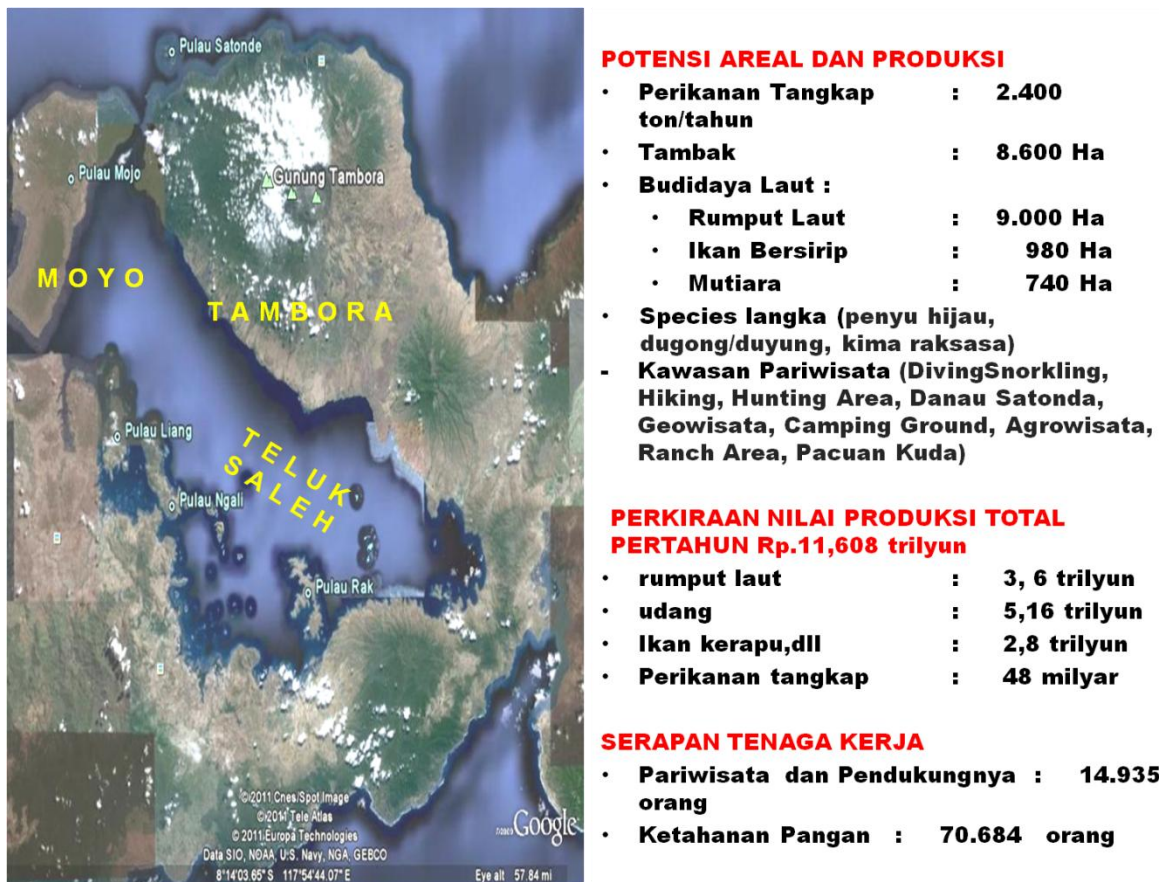 Pulau Satonde
Pulau Mojo
Gunung Tambora
MOYO
TAMBORA
Pulau Liang
TELUK
SALEH
Pulau Ngali
Pulau Rak
© 2011 Cnes/Spot Image
© 2011 Tele Atlas
© 2011 Europa Technologies
©2009 Google
Data SIO, NOAA, U.S. Navy, NGA, GEBCO
8°14'03.65" S 117°54'44.07" E
Eye alt 57.84 mi
POTENSI AREAL DAN PRODUKSI
• Perikanan Tangkap : 2.400
ton/tahun
• Tambak : 8.600 Ha
• Budidaya Laut :
• Rumput Laut : 9.000 Ha
• Ikan Bersirip : 980 Ha
• Mutiara : 740 Ha
• Species langka (penyu hijau,
dugong/duyung, kima raksasa)
- Kawasan Pariwisata (DivingSnorkling,
Hiking, Hunting Area, Danau Satonda,
Geowisata, Camping Ground, Agrowisata,
Ranch Area, Pacuan Kuda)
PERKIRAAN NILAI PRODUKSI TOTAL
PERTAHUN Rp.11,608 trilyun
• rumput laut : 3, 6 trilyun
• udang : 5,16 trilyun
• Ikan kerapu,dll : 2,8 trilyun
• Perikanan tangkap : 48 milyar
SERAPAN TENAGA KERJA
• Pariwisata dan Pendukungnya : 14.935
orang
• Ketahanan Pangan : 70.684 orang